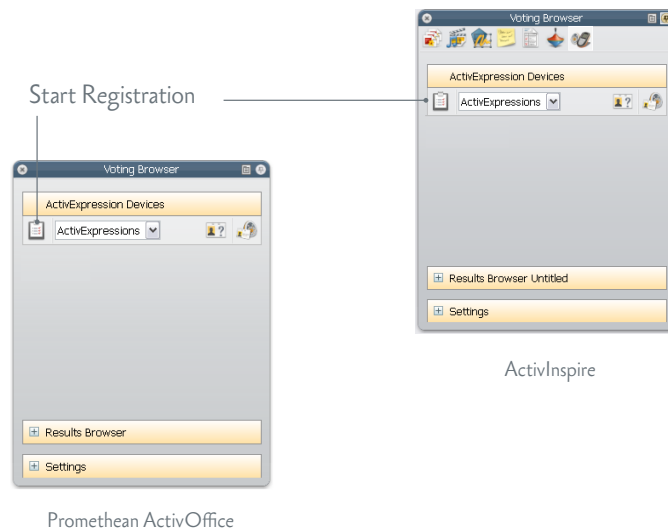 Voting Browser
ActivExpression Devices
Start Registration
ActivExpressions
?
Voting Browser
ActivExpression Devices
ActivExpressions
?
Results Browser Untitled
Settings
ActivInspire
Results Browser
Settings
Promethean ActivOffice